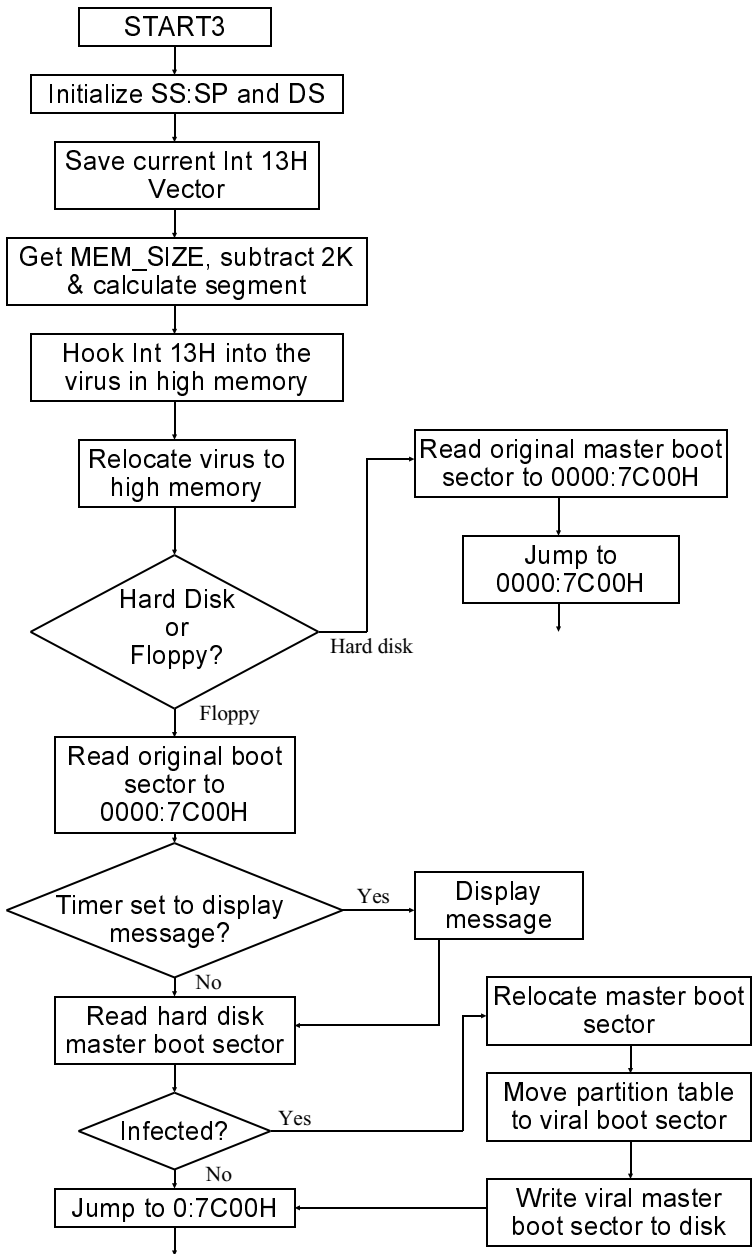 START3
Initialize SS:SP and DS
Save current Int 13H
Vector
Get MEM_SIZE, subtract 2K
& calculate segment
Hook Int 13H into the
virus in high memory
Relocate virus to
high memory
Hard Disk
or
Floppy?
Hard disk
Read original master boot
sector to 0000:7C00H
Jump to
0000:7C00H
Floppy
Read original boot
sector to
0000:7C00H
Timer set to display
message?
Yes
Display
message
No
Read hard disk
master boot sector
Infected?
Yes
Relocate master boot
sector
Move partition table
to viral boot sector
Write viral master
boot sector to disk
No
Jump to 0:7C00H